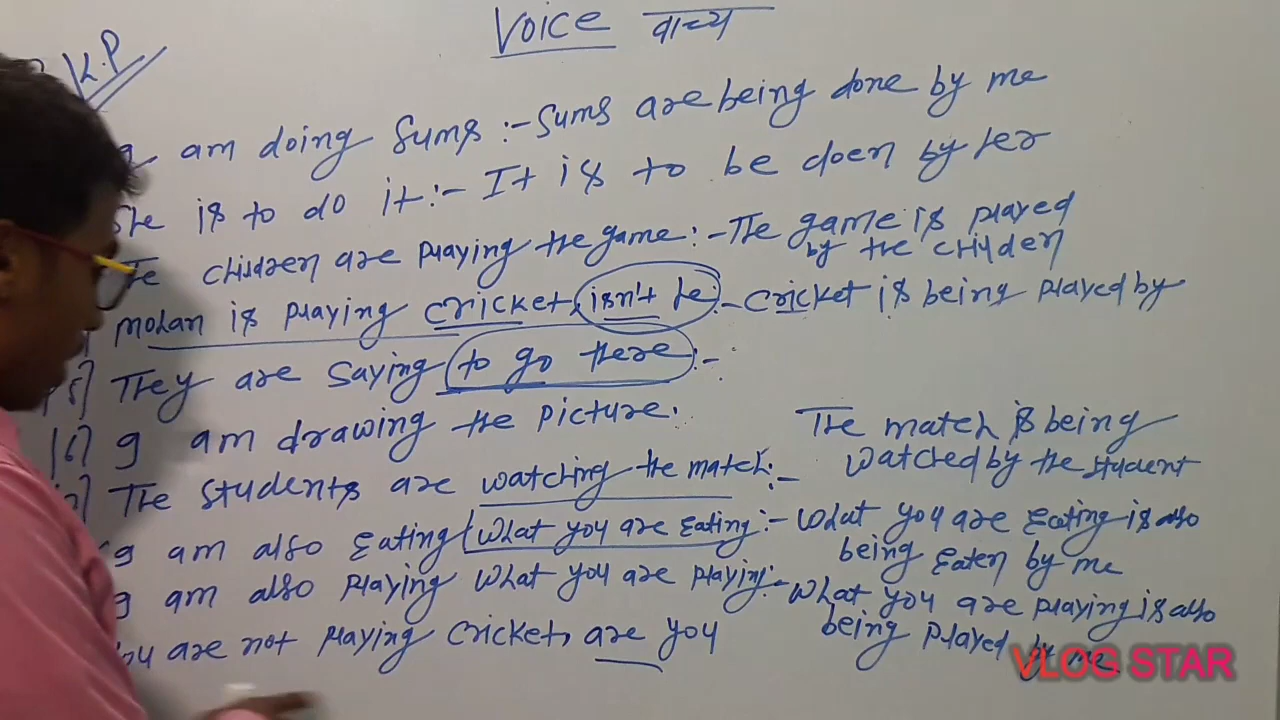 Voice वाच्य
K.P
I am doing Sums :- Sums are being done by me
She is to do it :- It is to be doen by her
The children are playing the game :- The game is played
by the childen
Mohan is playing cricket, isn't he :- cricket is being played by
5] They are saying to go there :-
6] I am drawing the picture.
The students are watching the match :- The match is being
watched by the student
I am also eating what you are eating :- what you are eating is also
being eaten by me
I am also playing what you are playing :- what you are playing is also
being played by me
you are not playing cricket, are you
VLOG STAR